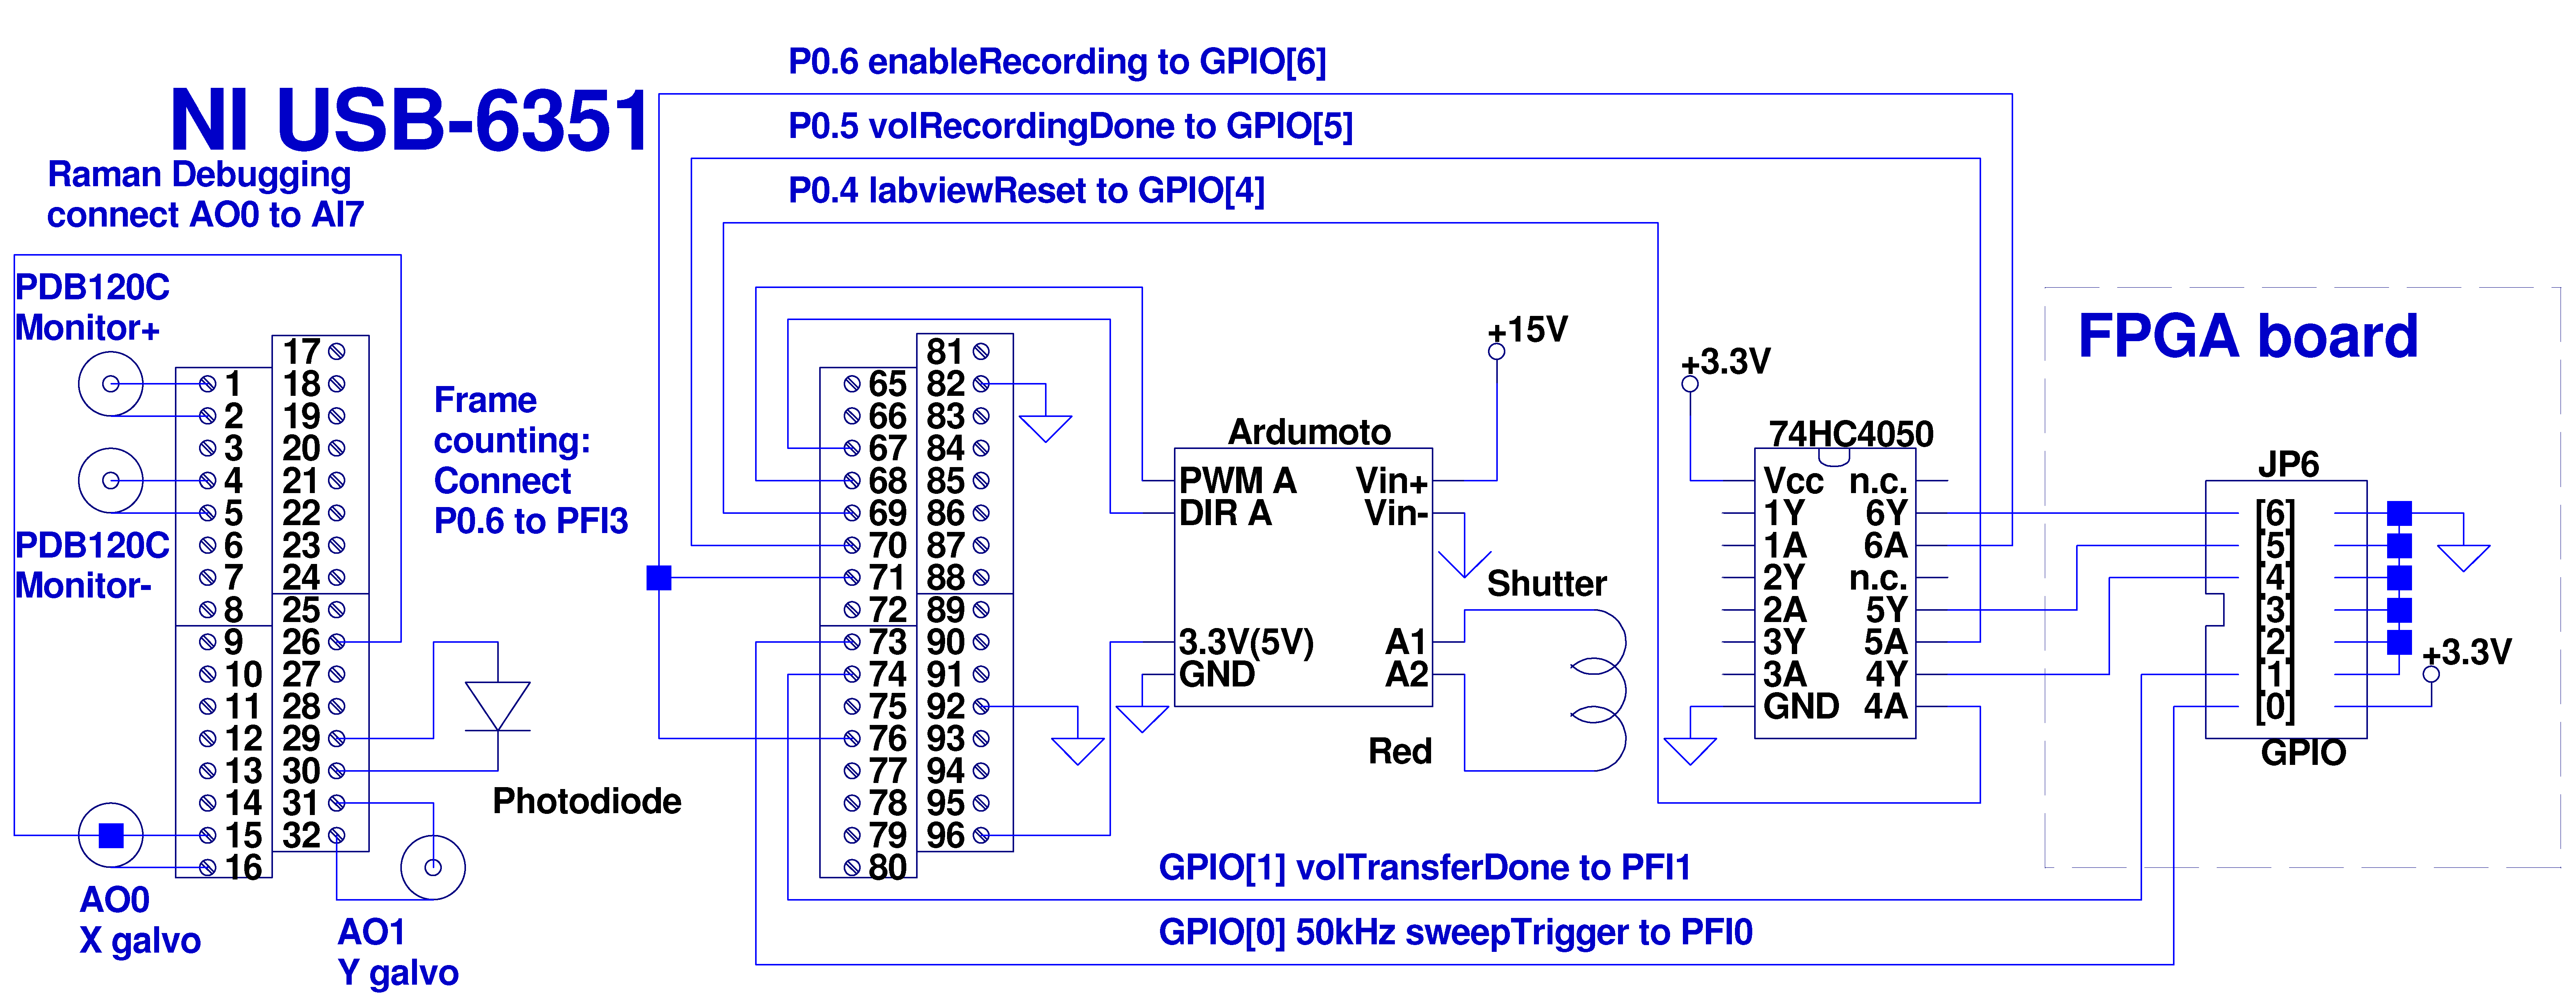 P0.6 enableRecording to GPIO[6]
NI USB-6351
P0.5 volRecordingDone to GPIO[5]
Raman Debugging
connect AO0 to AI7
P0.4 labviewReset to GPIO[4]
PDB120C
Monitor+
PDB120C
Monitor-
1
2
3
4
5
6
7
8
9
10
11
12
13
14
15
16
17
18
19
20
21
22
23
24
25
26
27
28
29
30
31
32
AO0
X galvo
AO1
Y galvo
Frame
counting:
Connect
P0.6 to PFI3
Photodiode
65
66
67
68
69
70
71
72
73
74
75
76
77
78
79
80
81
82
83
84
85
86
87
88
89
90
91
92
93
94
95
96
Ardumoto
PWM A
DIR A
3.3V(5V)
GND
Vin+
Vin-
A1
A2
+15V
Shutter
Red
+3.3V
74HC4050
Vcc
1Y
1A
2Y
2A
3Y
3A
GND
n.c.
6Y
6A
n.c.
5Y
5A
4Y
4A
FPGA board
JP6
[6]
[5]
[4]
[3]
[2]
[1]
[0]
GPIO
+3.3V
GPIO[1] volTransferDone to PFI1
GPIO[0] 50kHz sweepTrigger to PFI0